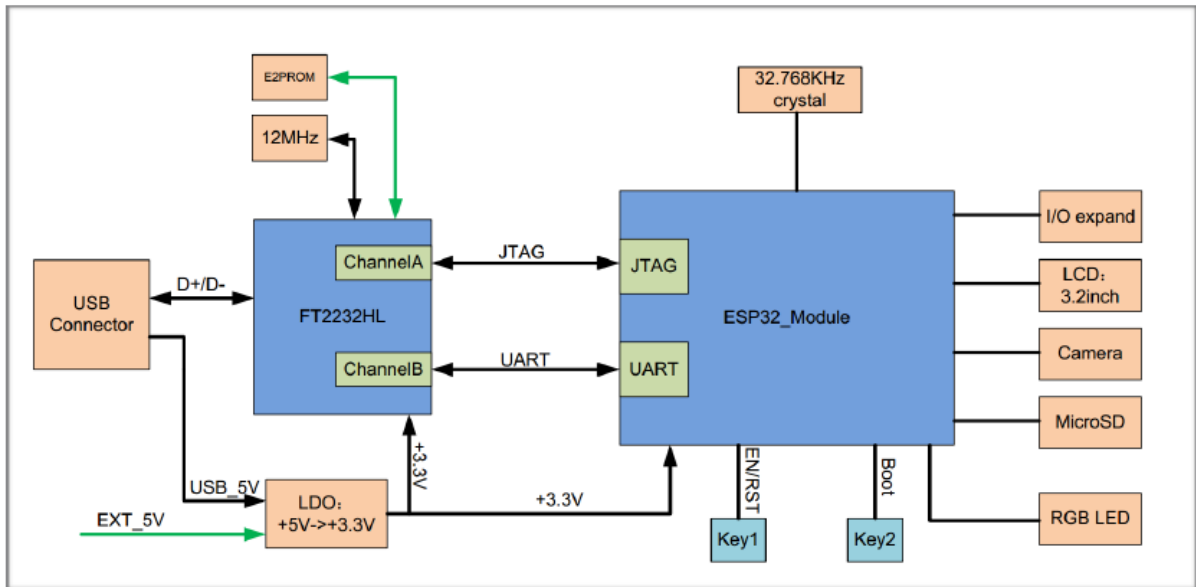 E2PROM
12MHz
32.768KHz
crystal
USB
Connector
D+/D-
FT2232HL
ChannelA
ChannelB
JTAG
UART
JTAG
UART
ESP32_Module
I/O expand
LCD：
3.2inch
Camera
MicroSD
RGB LED
USB_5V
EXT_5V
LDO：
+5V->+3.3V
+3.3V
+3.3V
EN/RST
Boot
Key1
Key2